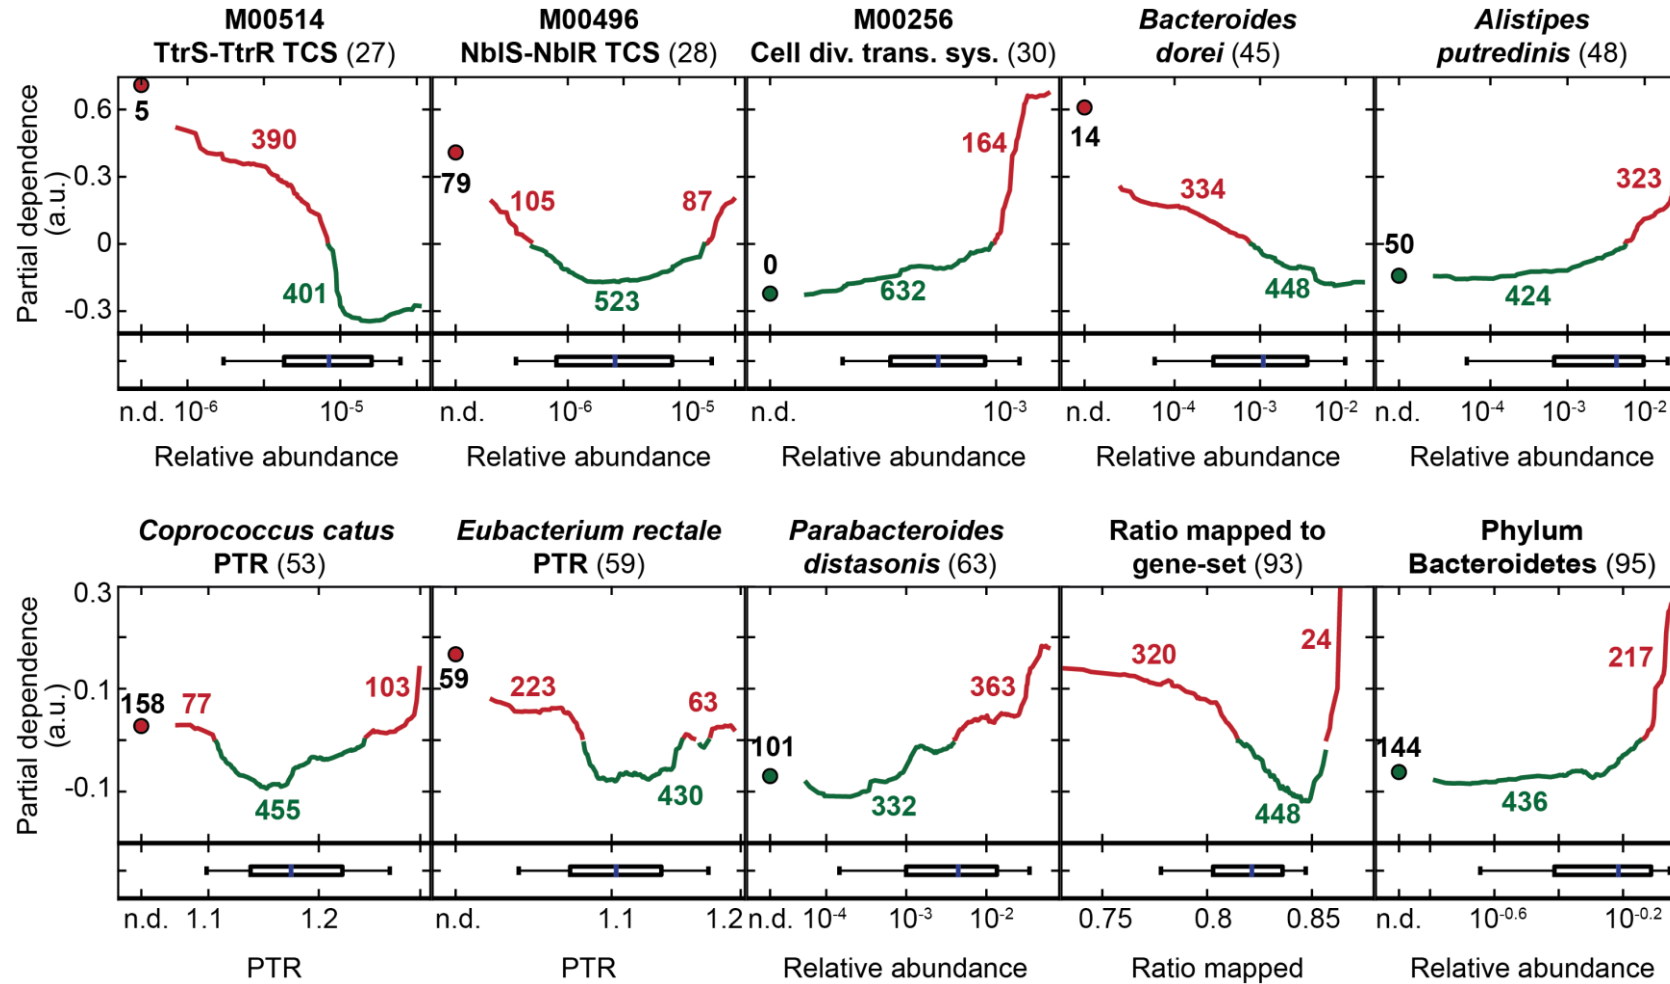 M00514
TtrS-TtrR TCS (27)
M00496
NblS-NblR TCS (28)
M00256
Cell div. trans. sys. (30)
Bacteroides
dorei (45)
Alistipes
putredinis (48)
Partial dependence
(a.u.)
0.6
0.3
0
-0.3
5
390
401
79
105
523
87
0
632
164
14
334
448
50
424
323
n.d. 10-6 10-5
n.d. 10-6 10-5
n.d. 10-3
n.d. 10-4 10-3 10-2
n.d. 10-4 10-3 10-2
Relative abundance
Relative abundance
Relative abundance
Relative abundance
Relative abundance
Coprococcus catus
PTR (53)
Eubacterium rectale
PTR (59)
Parabacteroides
distasonis (63)
Ratio mapped to
gene-set (93)
Phylum
Bacteroidetes (95)
Partial dependence
(a.u.)
0.3
0.1
-0.1
158
77
455
103
59
223
430
63
101
332
363
320
448
24
144
436
217
n.d. 1.1 1.2
n.d. 1.1 1.2
n.d. 10-4 10-3 10-2
0.75 0.8 0.85
n.d. 10-0.6 10-0.2
PTR
PTR
Relative abundance
Ratio mapped
Relative abundance